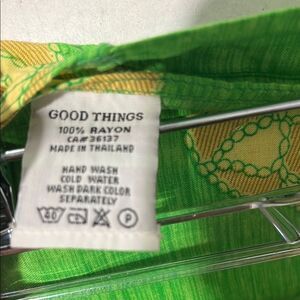 GOOD THINGS
100% RAYON
CA#36137
MADE IN THAILAND
HAND WASH
COLD WATER
WASH DARK COLOR
SEPARATELY
40 P